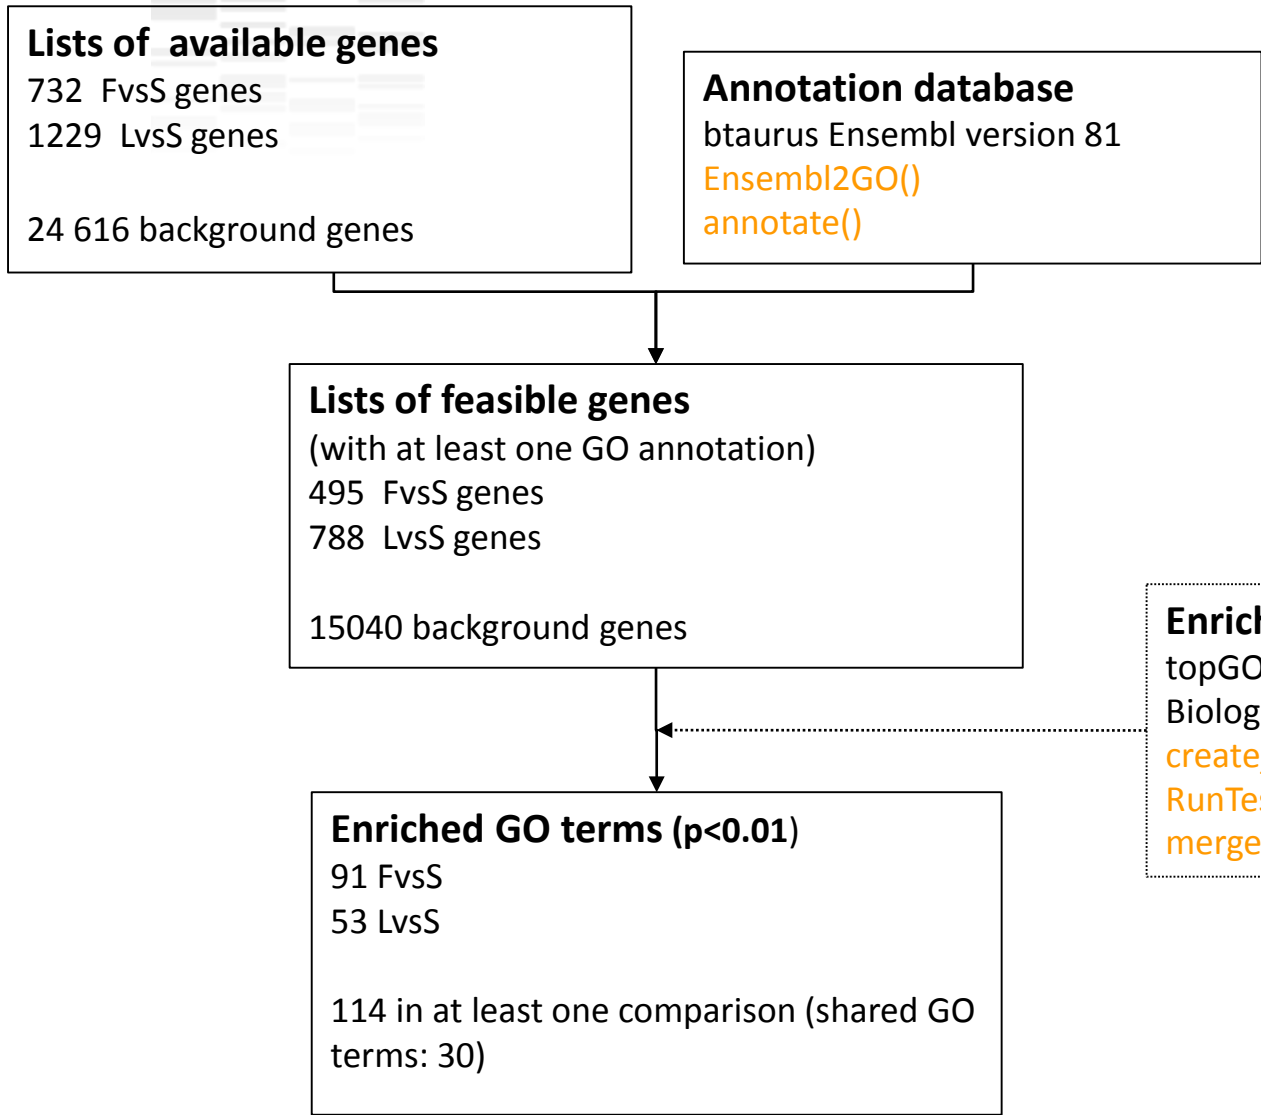 Lists of  available genes
732  FvsS genes
1229  LvsS genes
24 616 background genes
Annotation database
btaurus Ensembl version 81
Ensembl2GO()
annotate()
Lists of feasible genes
(with at least one GO annotation)
495  FvsS genes
788  LvsS genes
15040 background genes
topGO
Enriched GO terms (p<0.01)
91 FvsS
53 LvsS
114 in at least one comparison (shared GO
terms: 30)